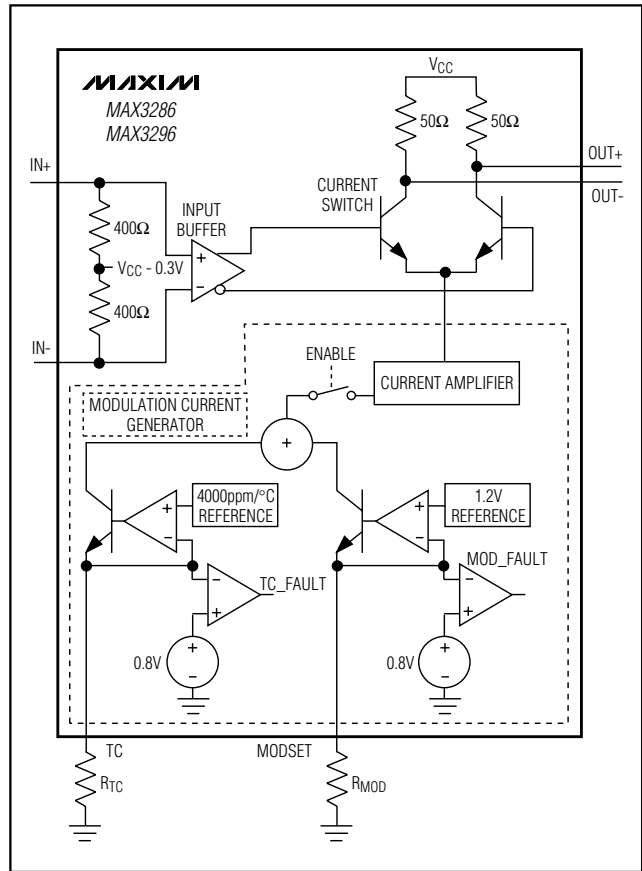 MAXIM
MAX3286
MAX3296
VCC
50Ω
50Ω
IN+
OUT+
OUT-
CURRENT
SWITCH
INPUT
BUFFER
400Ω
+
VCC - 0.3V
−
400Ω
IN-
ENABLE
CURRENT AMPLIFIER
MODULATION CURRENT
GENERATOR
+
4000ppm/°C
REFERENCE
+
−
1.2V
REFERENCE
+
−
TC_FAULT
−
+
MOD_FAULT
−
+
0.8V
+
−
0.8V
+
−
TC
MODSET
RTC
RMOD